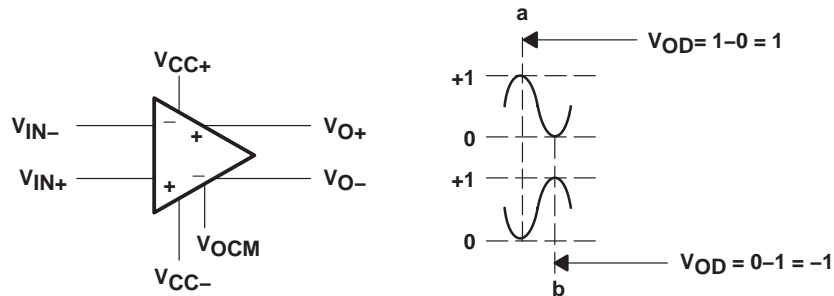 a
VOD= 1–0 = 1
VCC+
+1
VIN–
–
+
VO+
0
VIN+
+
–
VO–
+1
VOCM
0
VCC–
VOD = 0–1 = –1
b